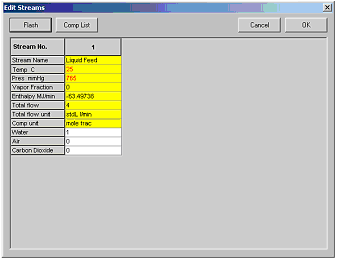 Edit Streams
Flash Comp List Cancel OK
Stream No. 1
Stream Name Liquid Feed
Temp C 25
Pres mmHg 765
Vapor Fraction 0
Enthalpy MJ/min -63.49736
Total flow 4
Total flow unit stdL l/min
Comp unit mole frac
Water 1
Air 0
Carbon Dioxide 0